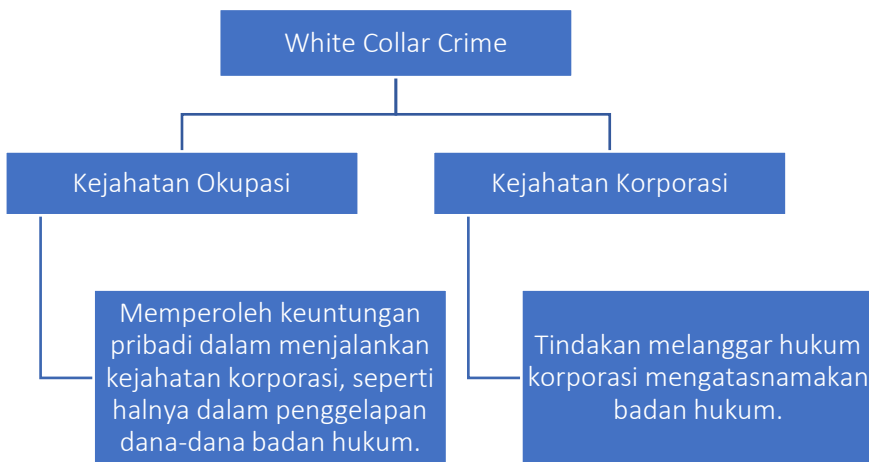 White Collar Crime
Kejahatan Okupasi
Kejahatan Korporasi
Memperoleh keuntungan
pribadi dalam menjalankan
kejahatan korporasi, seperti
halnya dalam penggelapan
dana-dana badan hukum.
Tindakan melanggar hukum
korporasi mengatasnamakan
badan hukum.